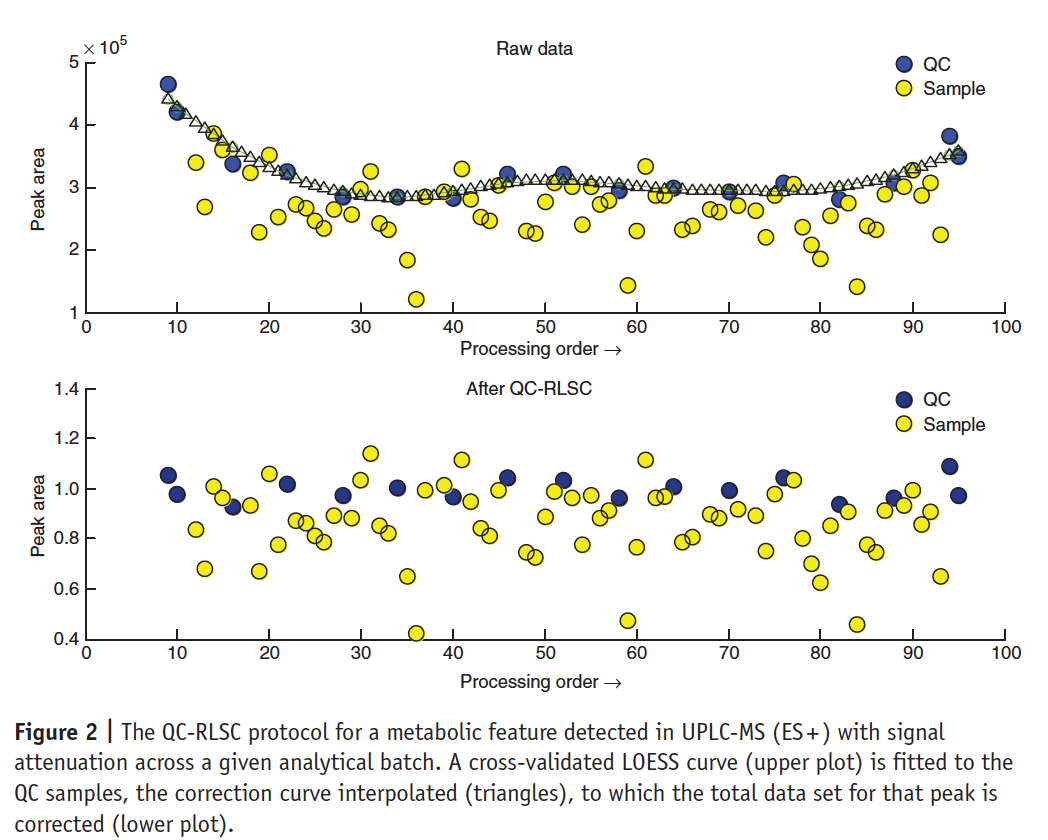 5 × 10⁵
Raw data
QC
Sample
4
3
2
1
Peak area
0 10 20 30 40 50 60 70 80 90 100
Processing order →
1.4
After QC-RLSC
QC
Sample
1.2
1.0
0.8
0.6
0.4
Peak area
0 10 20 30 40 50 60 70 80 90 100
Processing order →
Figure 2 | The QC-RLSC protocol for a metabolic feature detected in UPLC-MS (ES+) with signal
attenuation across a given analytical batch. A cross-validated LOESS curve (upper plot) is fitted to the
QC samples, the correction curve interpolated (triangles), to which the total data set for that peak is
corrected (lower plot).